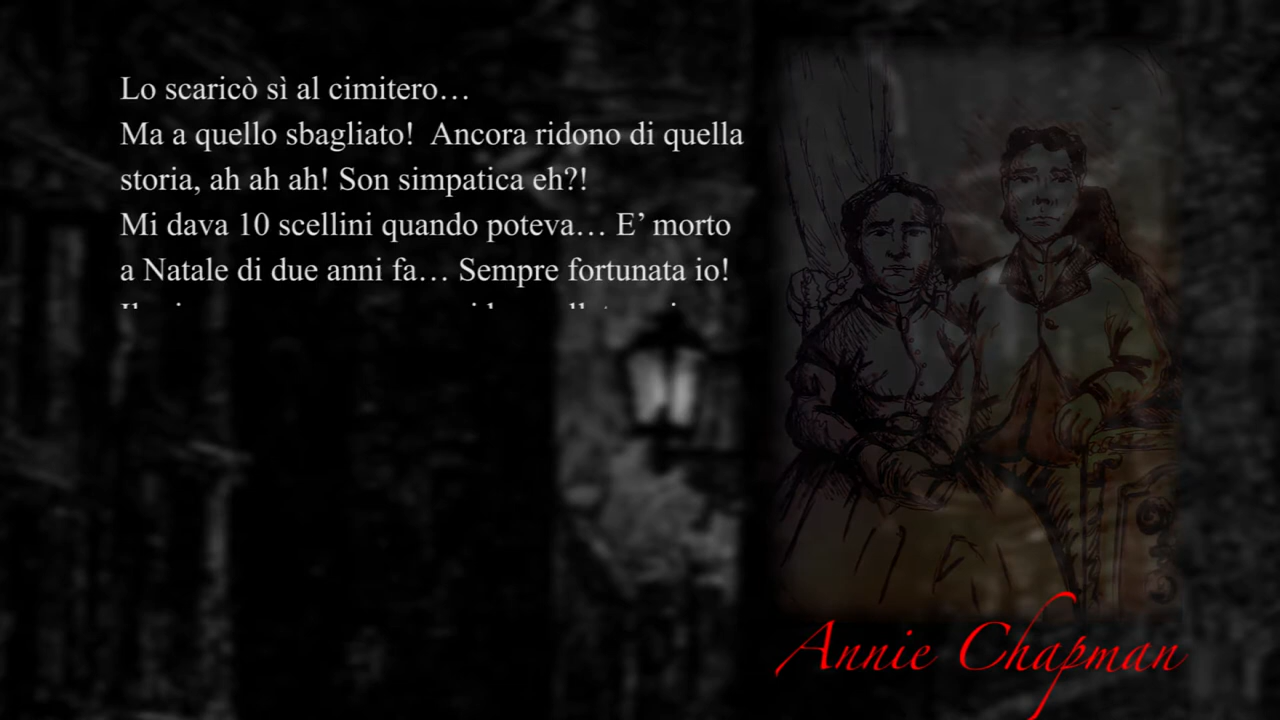 Lo scaricò sì al cimitero…
Ma a quello sbagliato!  Ancora ridono di quella
storia, ah ah ah! Son simpatica eh?!
Mi dava 10 scellini quando poteva… E’ morto
a Natale di due anni fa… Sempre fortunata io!
Annie Chapman